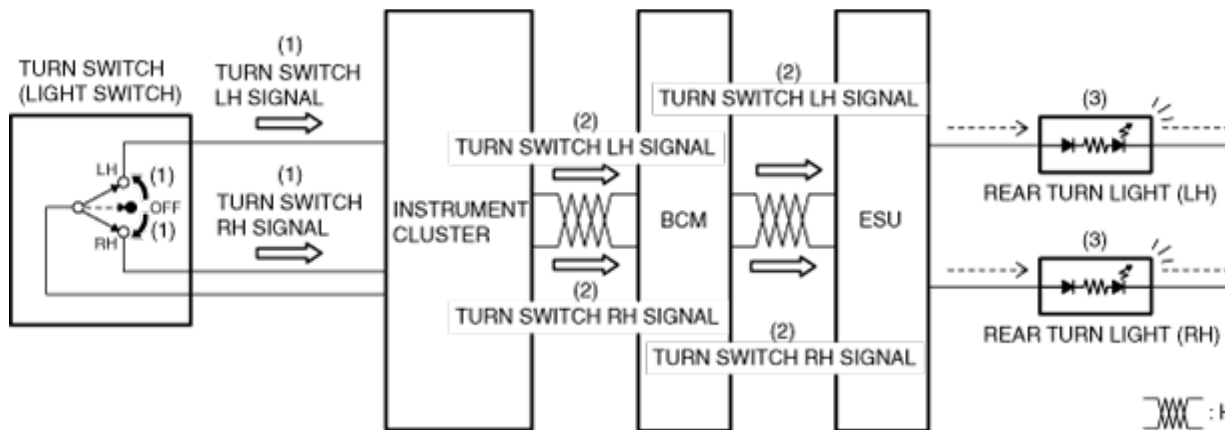 TURN SWITCH
(LIGHT SWITCH)
LH
OFF
RH
(1)
(1)
(1)
TURN SWITCH
LH SIGNAL
(1)
TURN SWITCH
RH SIGNAL
INSTRUMENT
CLUSTER
(2)
TURN SWITCH LH SIGNAL
(2)
TURN SWITCH RH SIGNAL
BCM
(2)
TURN SWITCH LH SIGNAL
(2)
TURN SWITCH RH SIGNAL
ESU
(3)
REAR TURN LIGHT (LH)
(3)
REAR TURN LIGHT (RH)
: